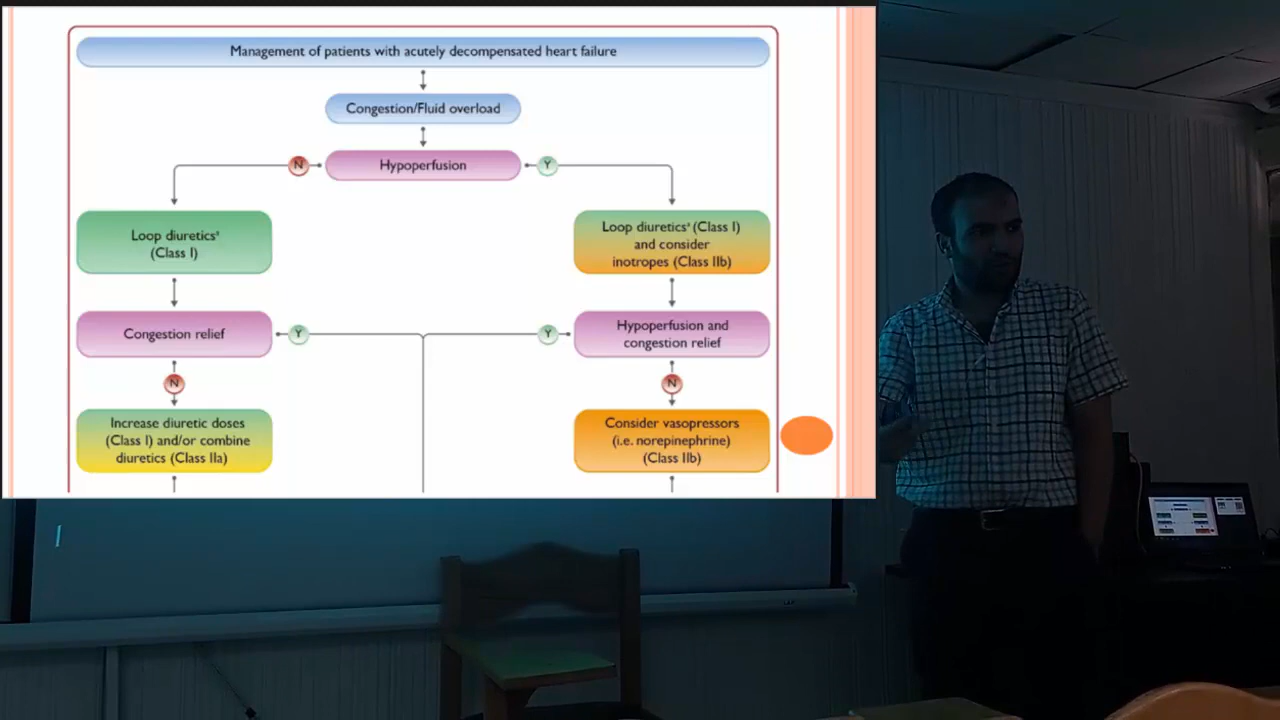 Management of patients with acutely decompensated heart failure
Congestion/Fluid overload
N
Hypoperfusion
Y
Loop diureticsᵃ
(Class I)
Loop diureticsᵃ (Class I)
and consider
inotropes (Class IIb)
Congestion relief
Y
Y
Hypoperfusion and
congestion relief
N
N
Increase diuretic doses
(Class I) and/or combine
diuretics (Class IIa)
Consider vasopressors
(i.e. norepinephrine)
(Class IIb)